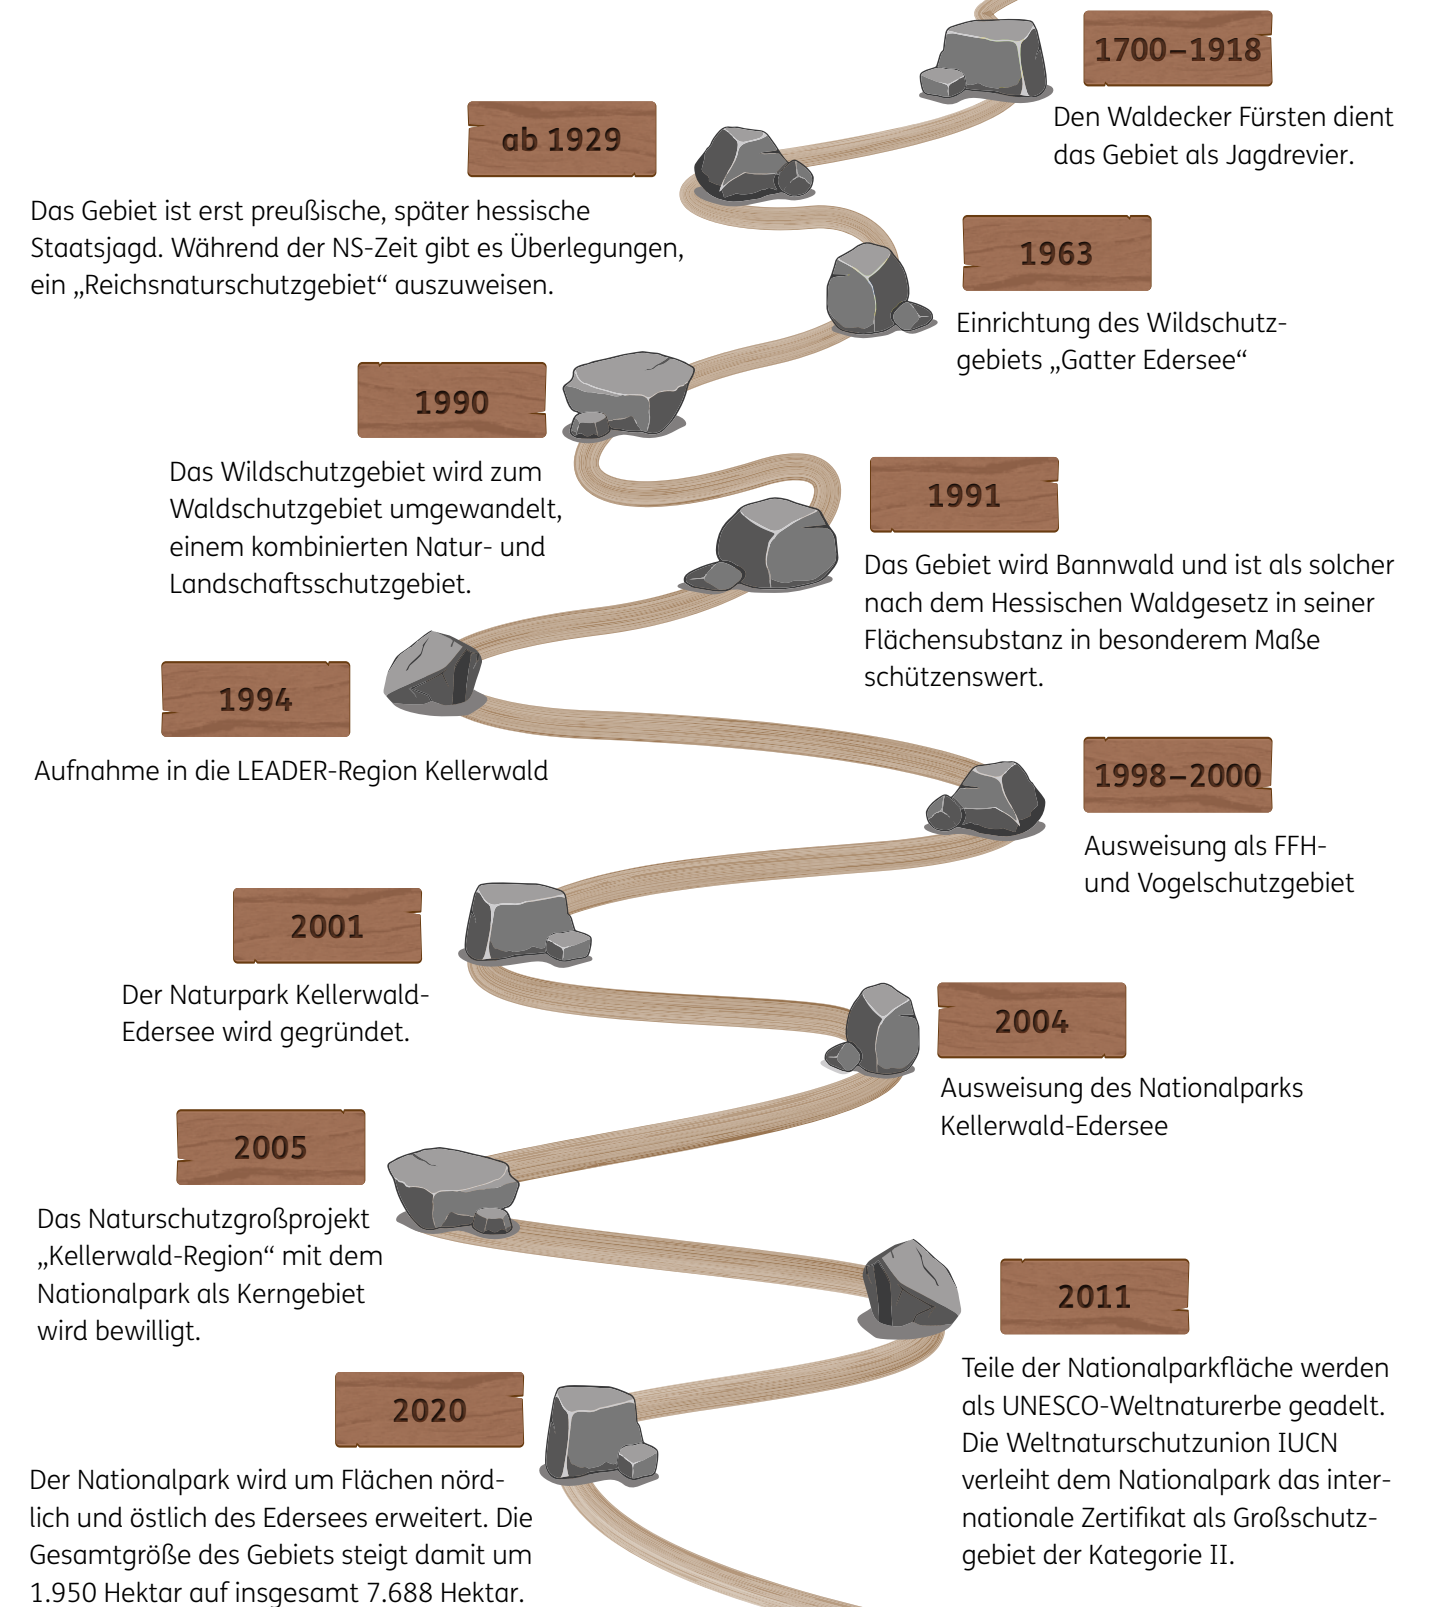 1700–1918
Den Waldecker Fürsten dient
das Gebiet als Jagdrevier.
ab 1929
Das Gebiet ist erst preußische, später hessische
Staatsjagd. Während der NS-Zeit gibt es Überlegungen,
ein „Reichsnaturschutzgebiet“ auszuweisen.
1963
Einrichtung des Wildschutz-
gebiets „Gatter Edersee“
1990
Das Wildschutzgebiet wird zum
Waldschutzgebiet umgewandelt,
einem kombinierten Natur- und
Landschaftsschutzgebiet.
1991
Das Gebiet wird Bannwald und ist als solcher
nach dem Hessischen Waldgesetz in seiner
Flächensubstanz in besonderem Maße
schützenswert.
1994
Aufnahme in die LEADER-Region Kellerwald
1998–2000
Ausweisung als FFH-
und Vogelschutzgebiet
2001
Der Naturpark Kellerwald-
Edersee wird gegründet.
2004
Ausweisung des Nationalparks
Kellerwald-Edersee
2005
Das Naturschutzgroßprojekt
„Kellerwald-Region“ mit dem
Nationalpark als Kerngebiet
wird bewilligt.
2011
Teile der Nationalparkfläche werden
als UNESCO-Weltnaturerbe geadelt.
Die Weltnaturschutzunion IUCN
verleiht dem Nationalpark das inter-
nationale Zertifikat als Großschutz-
gebiet der Kategorie II.
2020
Der Nationalpark wird um Flächen nörd-
lich und östlich des Edersees erweitert. Die
Gesamtgröße des Gebiets steigt damit um
1.950 Hektar auf insgesamt 7.688 Hektar.